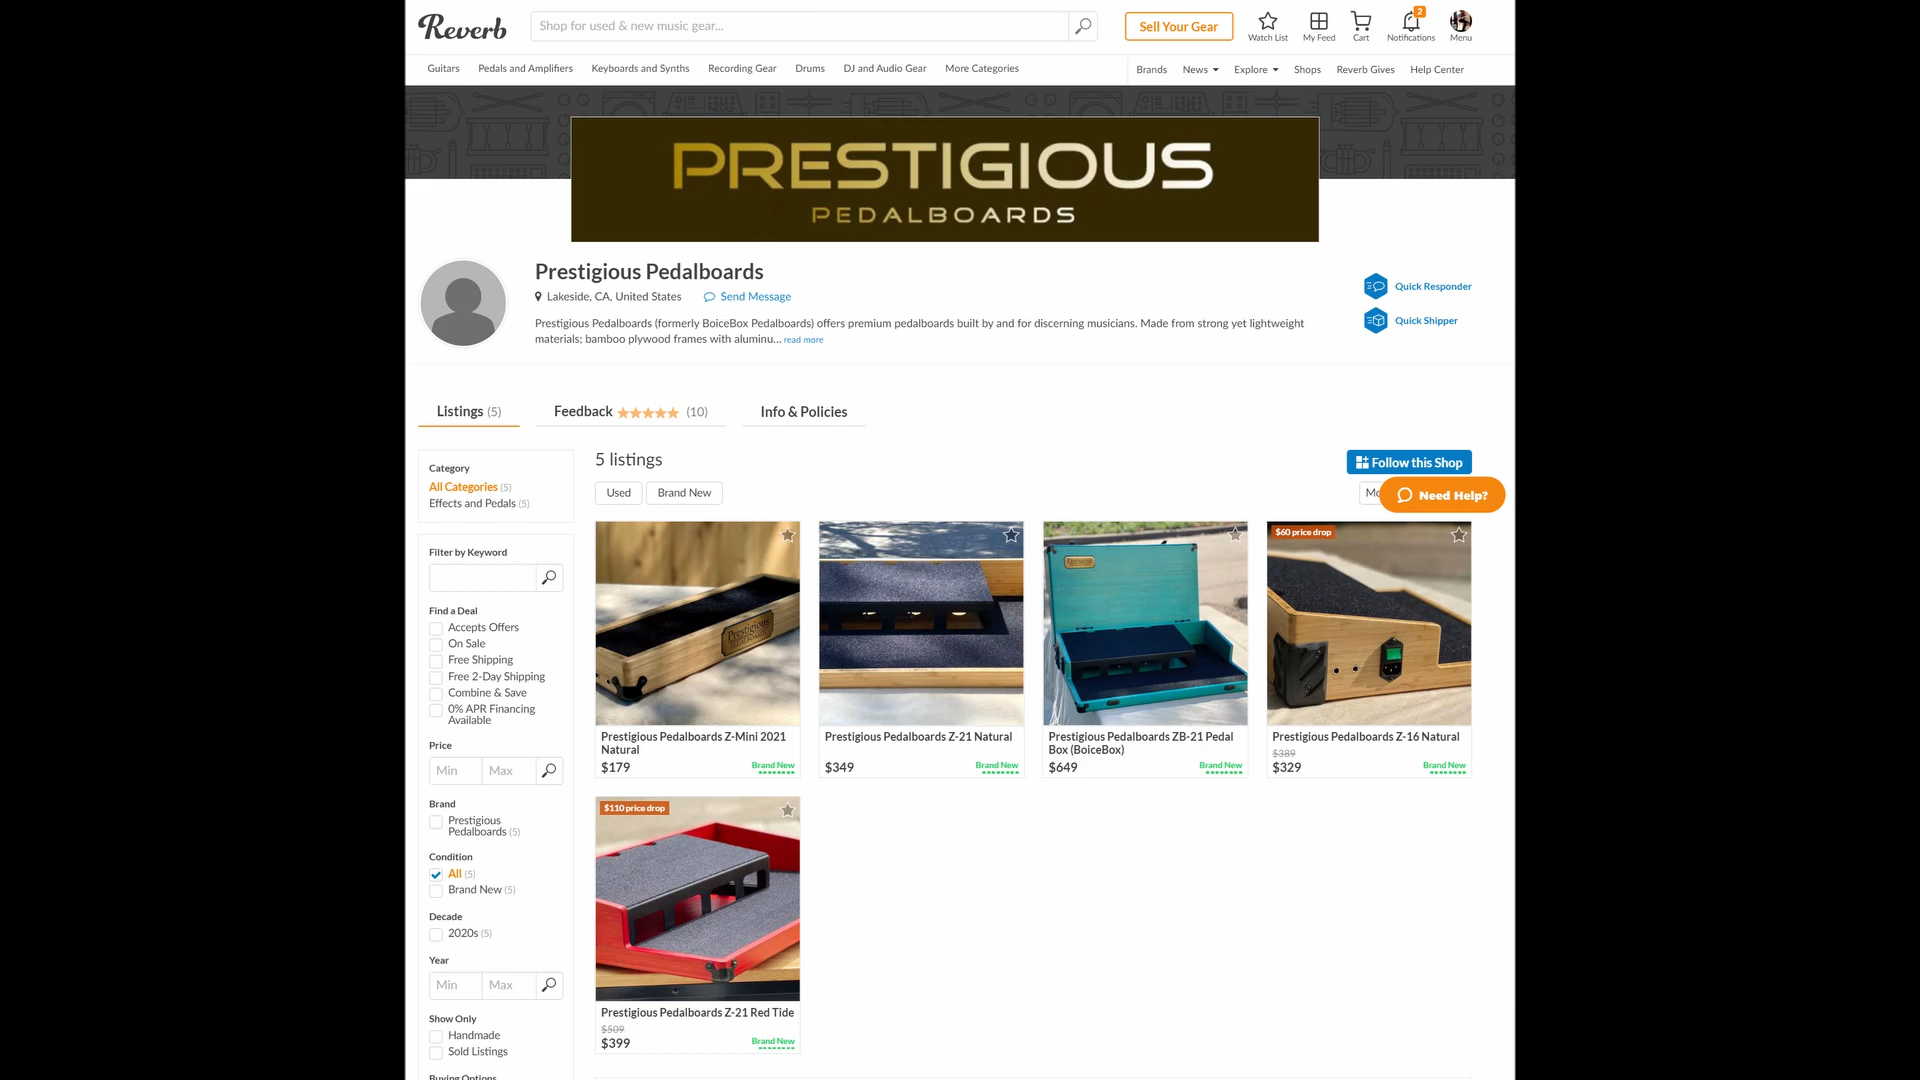 Reverb
Shop for used & new music gear...
Sell Your Gear
Watch List
My Feed
Cart
2
Notifications
Menu
Guitars
Pedals and Amplifiers
Keyboards and Synths
Recording Gear
Drums
DJ and Audio Gear
More Categories
Brands
News
Explore
Shops
Reverb Gives
Help Center
PRESTIGIOUS
PEDALBOARDS
Prestigious Pedalboards
Lakeside, CA, United States
Send Message
Prestigious Pedalboards (formerly BoiceBox Pedalboards) offers premium pedalboards built by and for discerning musicians. Made from strong yet lightweight
materials; bamboo plywood frames with aluminu... read more
Quick Responder
Quick Shipper
Listings (5)
Feedback (10)
Info & Policies
Category
All Categories (5)
Effects and Pedals (5)
Filter by Keyword
Find a Deal
Accepts Offers
On Sale
Free Shipping
Free 2-Day Shipping
Combine & Save
0% APR Financing
Available
Price
Min
Max
Brand
Prestigious
Pedalboards (5)
Condition
All (5)
Brand New (5)
Decade
2020s (5)
Year
Min
Max
Show Only
Handmade
Sold Listings
Buying Options
5 listings
Follow this Shop
Used
Brand New
Need Help?
Prestigious
PEDALBOARDS
Prestigious Pedalboards Z-Mini 2021
Natural
$179
Brand New
Prestigious Pedalboards Z-21 Natural
$349
Brand New
Prestigious Pedalboards ZB-21 Pedal
Box (BoiceBox)
$649
Brand New
$60 price drop
Prestigious Pedalboards Z-16 Natural
$389
$329
Brand New
$110 price drop
Prestigious Pedalboards Z-21 Red Tide
$509
$399
Brand New